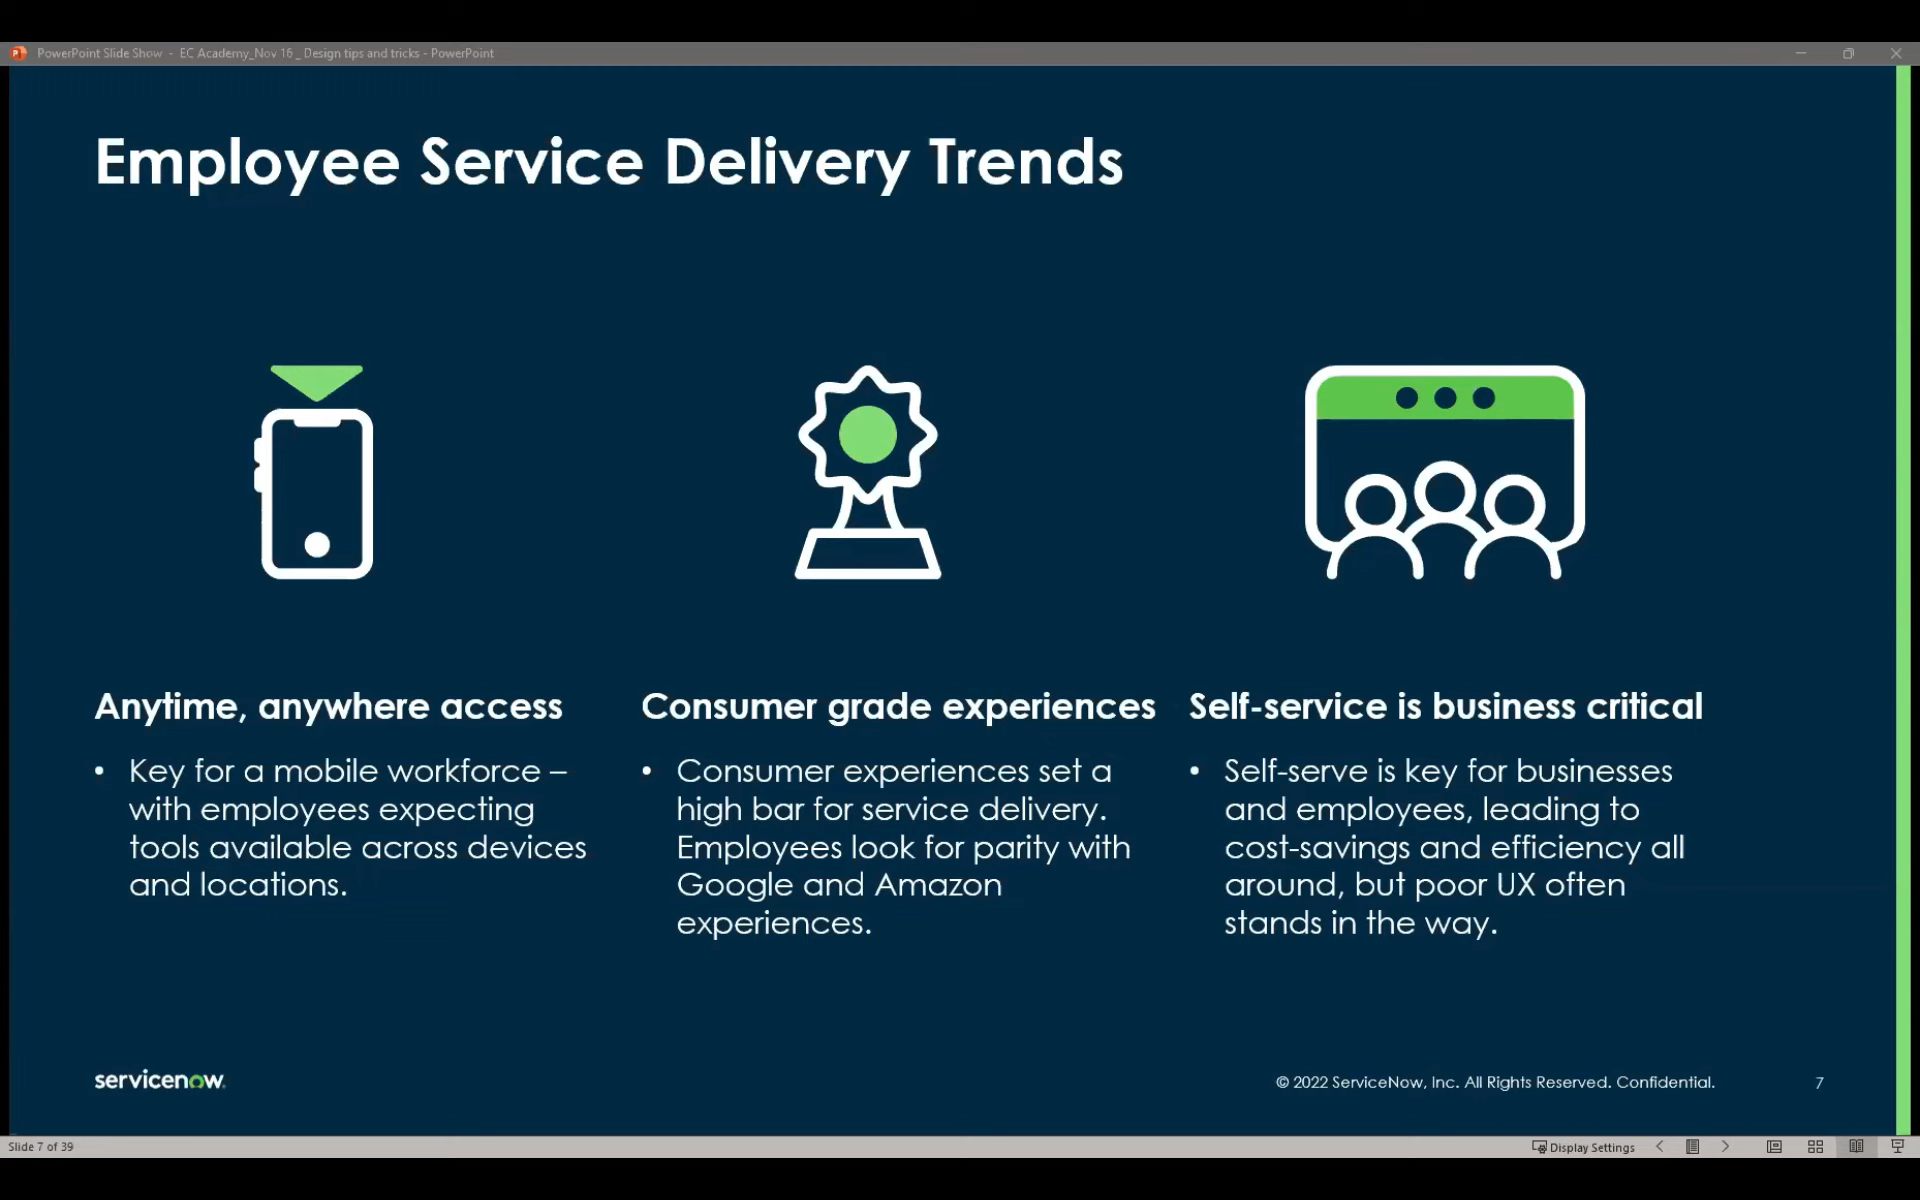 PowerPoint Slide Show - EC Academy_Nov 16 _ Design tips and tricks - PowerPoint
Employee Service Delivery Trends
Anytime, anywhere access
• Key for a mobile workforce –
with employees expecting
tools available across devices
and locations.
Consumer grade experiences
• Consumer experiences set a
high bar for service delivery.
Employees look for parity with
Google and Amazon
experiences.
Self-service is business critical
• Self-serve is key for businesses
and employees, leading to
cost-savings and efficiency all
around, but poor UX often
stands in the way.
servicenow.
© 2022 ServiceNow, Inc. All Rights Reserved. Confidential.
7
Slide 7 of 39
Display Settings